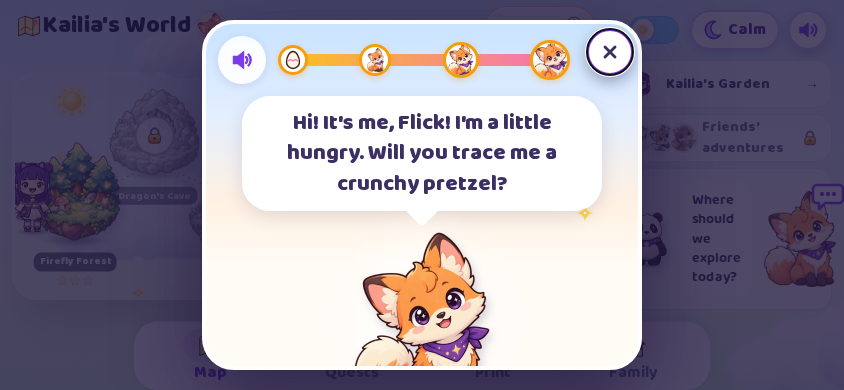 Kailia's World
Calm
Hi! It's me, Flick! I'm a little
hungry. Will you trace me a
crunchy pretzel?
Kailia's Garden →
Friends'
adventures
Dragon's Cave
Firefly Forest
Where
should
we
explore
today?
Map
Quests
Print
Family